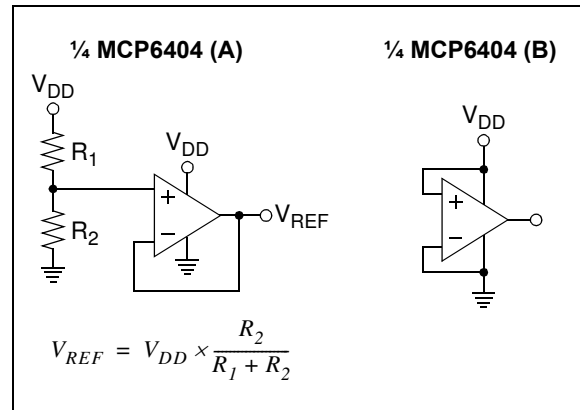 ¼ MCP6404 (A)
V_DD
R_1
R_2
V_DD
+
−
V_REF
V_REF = V_DD × R_2 / (R_1 + R_2)
¼ MCP6404 (B)
V_DD
+
−